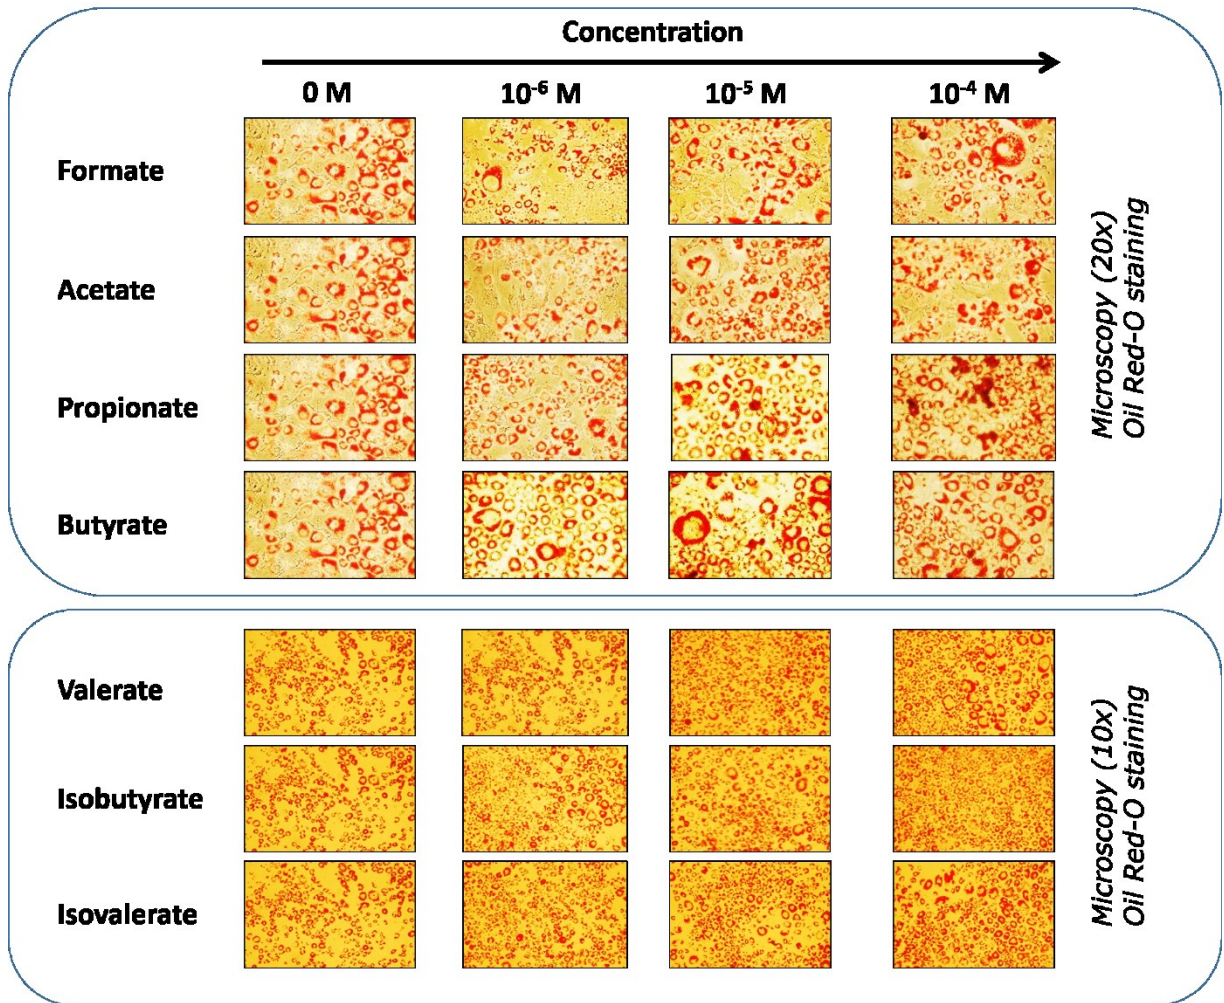 Concentration
0 M 10⁻⁶ M 10⁻⁵ M 10⁻⁴ M
Formate
Acetate
Propionate
Butyrate
Microscopy (20x)
Oil Red-O staining
Valerate
Isobutyrate
Isovalerate
Microscopy (10x)
Oil Red-O staining